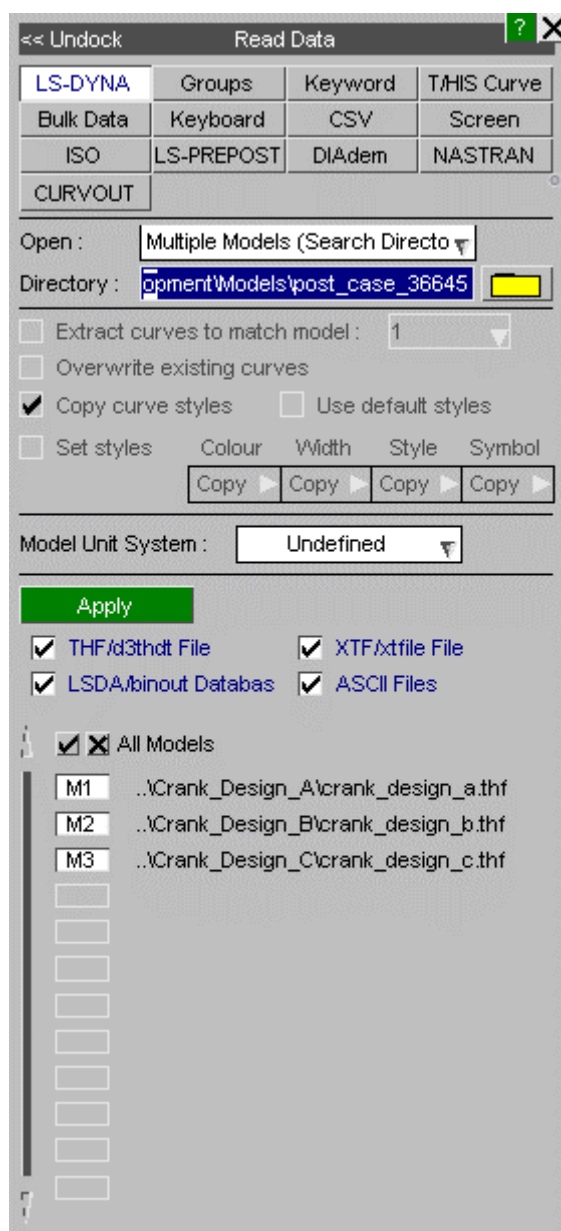 << Undock Read Data ?
LS-DYNA Groups Keyword T/HIS Curve
Bulk Data Keyboard CSV Screen
ISO LS-PREPOST DIAdem NASTRAN
CURVOUT
Open : Multiple Models (Search Directo
Directory : opment\Models\post_case_36645
Extract curves to match model : 1
Overwrite existing curves
Copy curve styles Use default styles
Set styles Colour Width Style Symbol
Copy Copy Copy Copy
Model Unit System : Undefined
Apply
THF/d3thdt File XTF/xtfile File
LSDA/binout Databas ASCII Files
All Models
M1 ..\Crank_Design_A\crank_design_a.thf
M2 ..\Crank_Design_B\crank_design_b.thf
M3 ..\Crank_Design_C\crank_design_c.thf